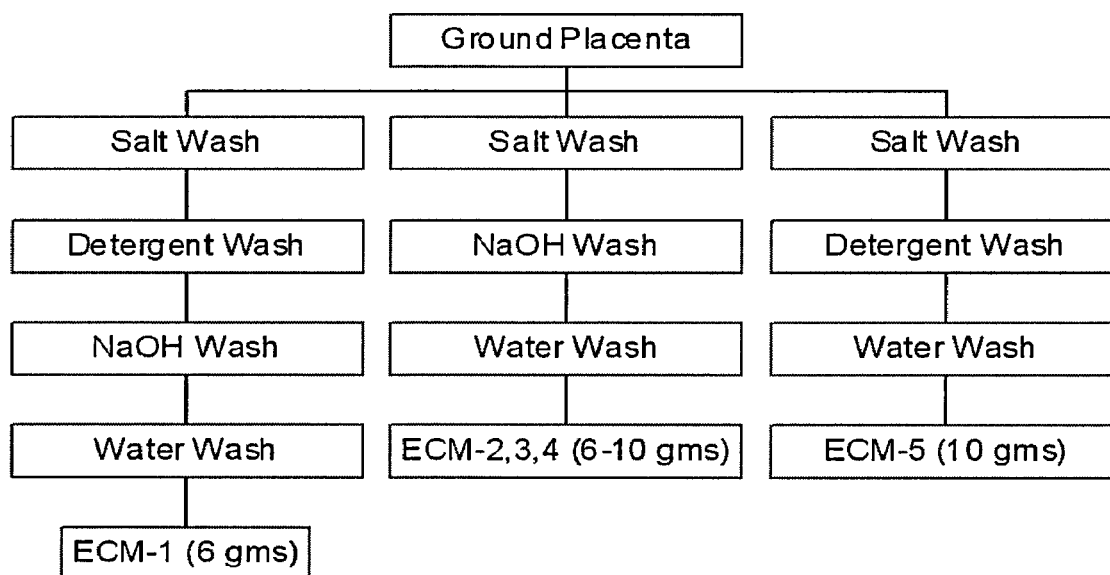 Ground Placenta
Salt Wash
Salt Wash
Salt Wash
Detergent Wash
NaOH Wash
Detergent Wash
NaOH Wash
Water Wash
Water Wash
Water Wash
ECM-2,3,4 (6-10 gms)
ECM-5 (10 gms)
ECM-1 (6 gms)